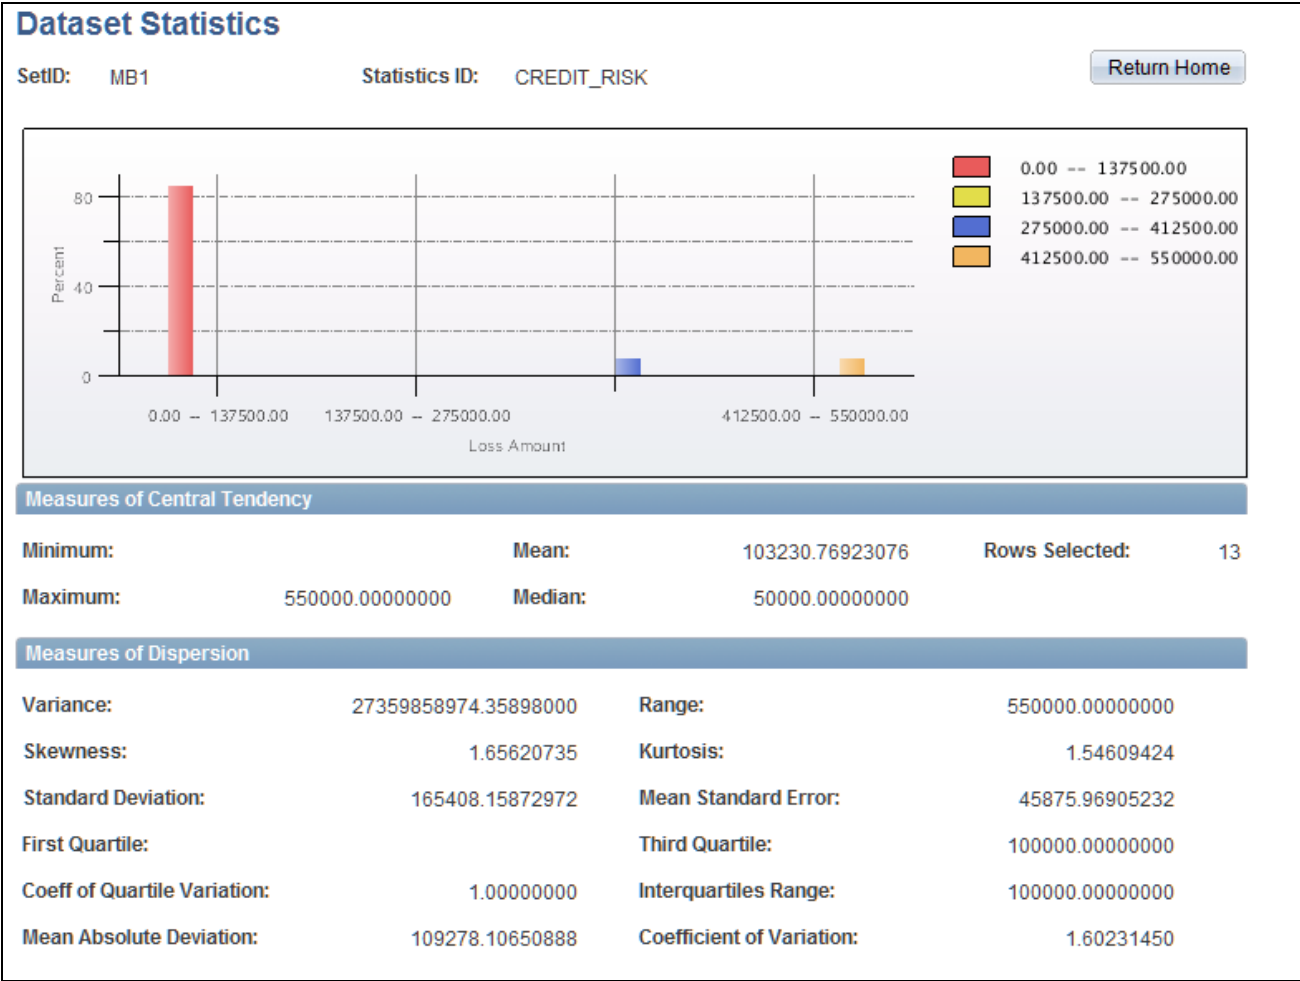 Dataset Statistics
SetID: MB1 Statistics ID: CREDIT_RISK Return Home
0.00 -- 137500.00
137500.00 -- 275000.00
275000.00 -- 412500.00
412500.00 -- 550000.00
80
Percent
40
0
0.00 -- 137500.00 137500.00 -- 275000.00 412500.00 -- 550000.00
Loss Amount
Measures of Central Tendency
Minimum: Mean: 103230.76923076 Rows Selected: 13
Maximum: 550000.00000000 Median: 50000.00000000
Measures of Dispersion
Variance: 27359858974.35898000 Range: 550000.00000000
Skewness: 1.65620735 Kurtosis: 1.54609424
Standard Deviation: 165408.15872972 Mean Standard Error: 45875.96905232
First Quartile: Third Quartile: 100000.00000000
Coeff of Quartile Variation: 1.00000000 Interquartiles Range: 100000.00000000
Mean Absolute Deviation: 109278.10650888 Coefficient of Variation: 1.60231450